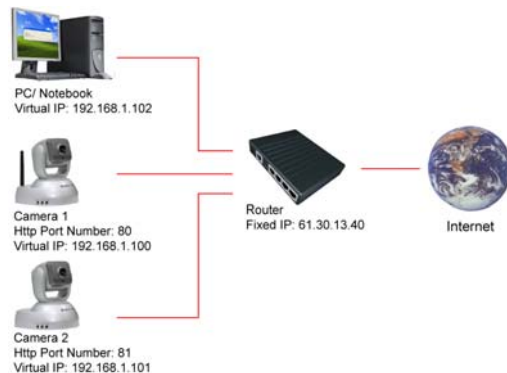 PC/ Notebook
Virtual IP: 192.168.1.102
Camera 1
Http Port Number: 80
Virtual IP: 192.168.1.100
Router
Fixed IP: 61.30.13.40
Internet
Camera 2
Http Port Number: 81
Virtual IP: 192.168.1.101